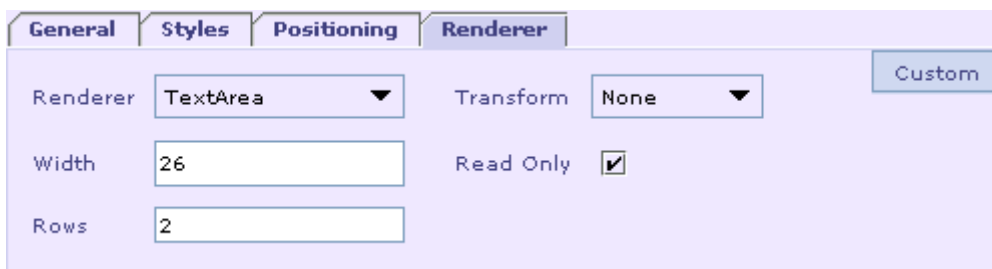 General Styles Positioning Renderer
Custom
Renderer TextArea Transform None
Width 26 Read Only
Rows 2